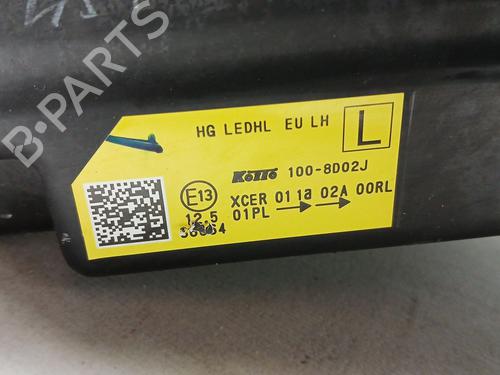 B-PARTS
HG LEDHL EU LH
L
KOITO 100-8D02J
E13 XCER 01 1a 02A 00RL
12.5 01PL